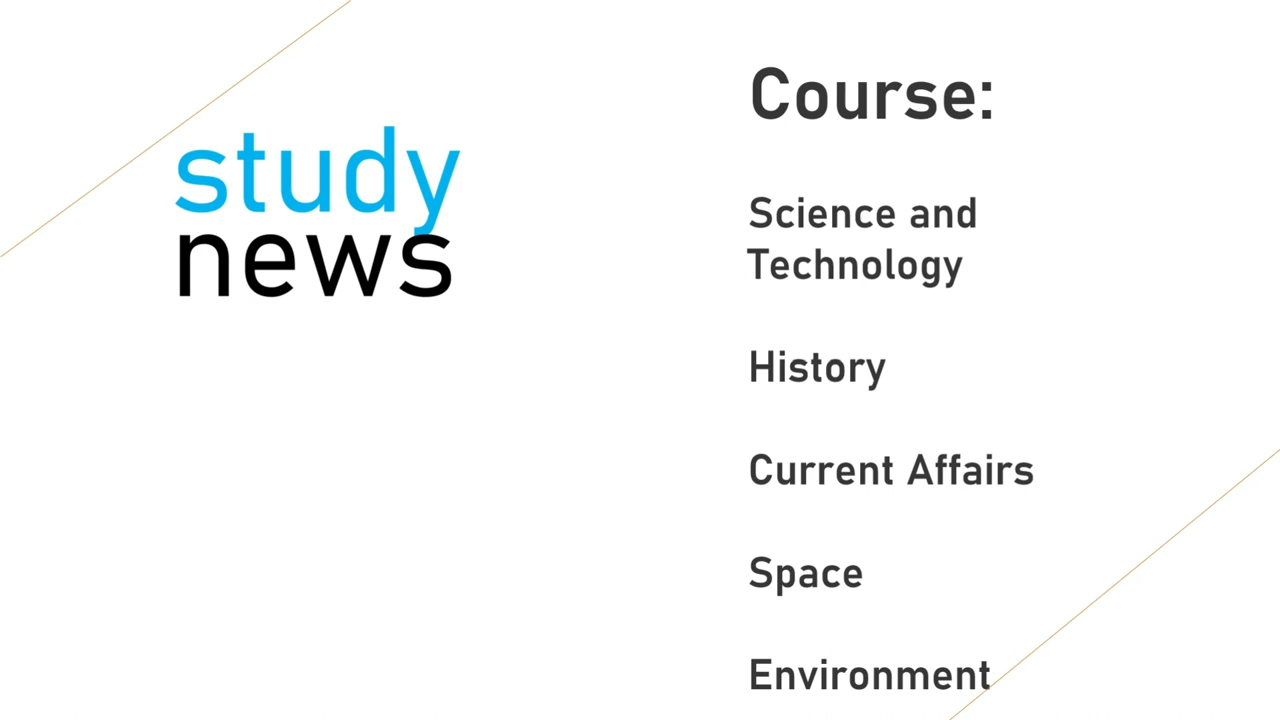 study
news
Course:
Science and
Technology
History
Current Affairs
Space
Environment